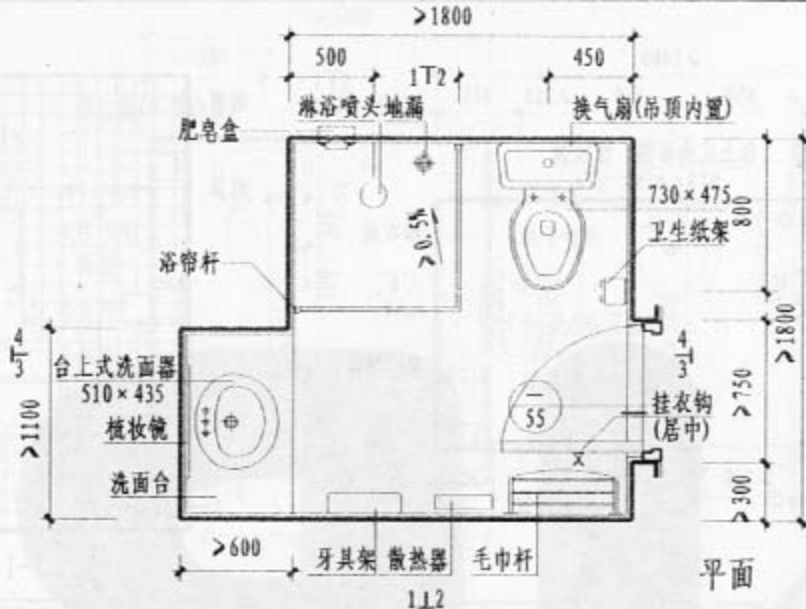 >1800
500
1
2
450
淋浴喷头
地漏
换气扇(吊顶内置)
肥皂盒
730×475
800
卫生纸架
>0.5%
浴帘杆
4
3
台上式洗面器
510×435
梳妆镜
洗面台
>1100
—
55
挂衣钩
(居中)
4
3
>750
>1800
>300
>600
牙具架
散热器
毛巾杆
平面
1
2